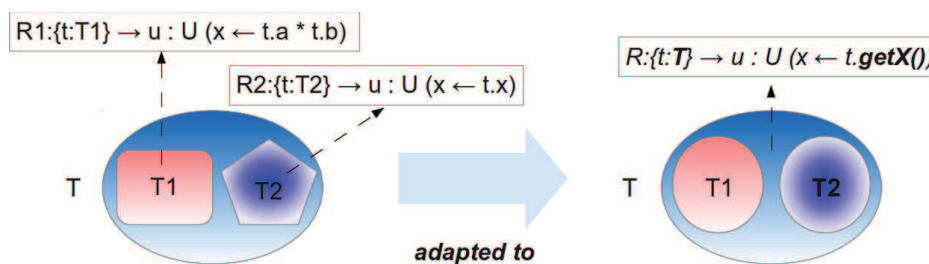 R1:{t:T1} → u : U (x ← t.a * t.b)
R:{t:T} → u : U (x ← t.getX())
R2:{t:T2} → u : U (x ← t.x)
T T1 T2 T T1 T2
adapted to